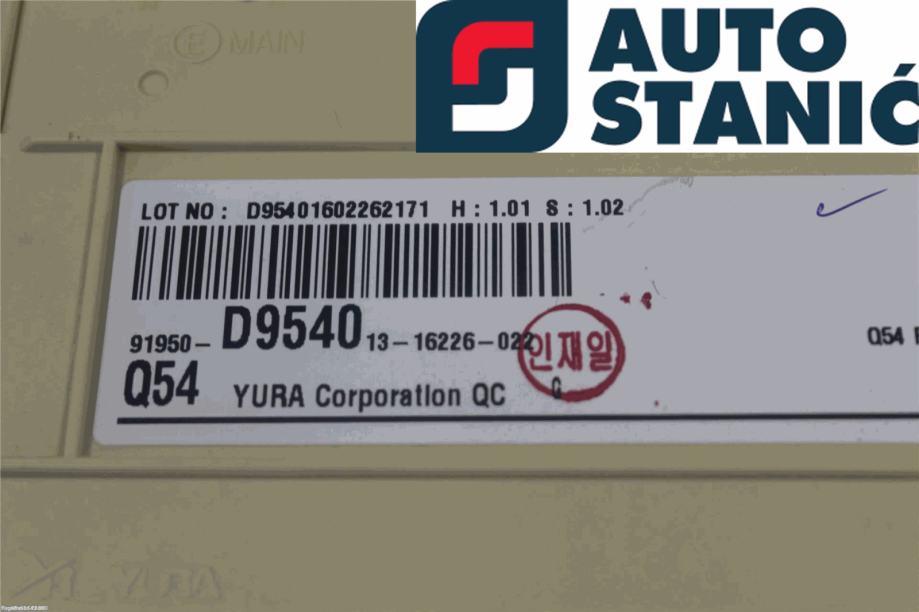 E MAIN
AUTO
STANIĆ
LOT NO : D95401602262171 H : 1.01 S : 1.02
91950-D9540 13-16226-022
인재일
Q54
Q54 YURA Corporation QC
Q
YURA